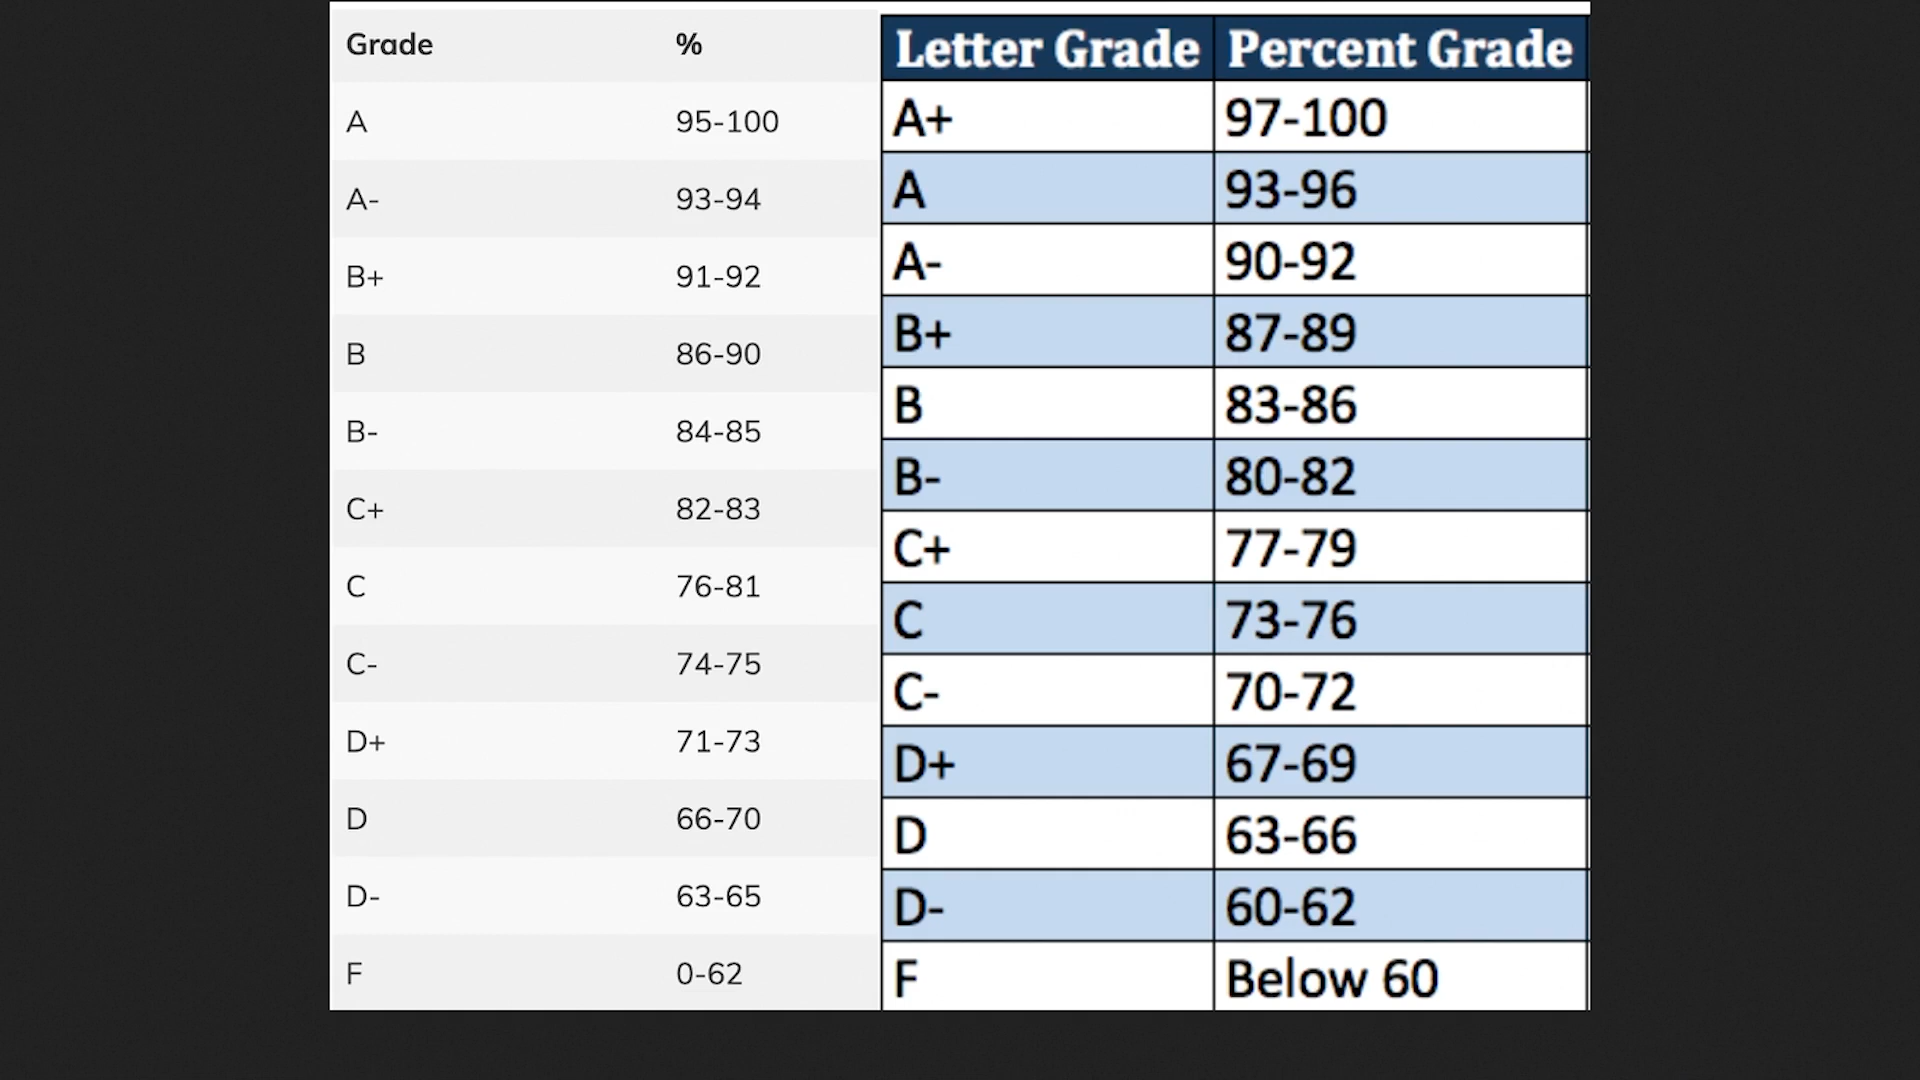 Grade %
A 95-100
A- 93-94
B+ 91-92
B 86-90
B- 84-85
C+ 82-83
C 76-81
C- 74-75
D+ 71-73
D 66-70
D- 63-65
F 0-62
Letter Grade Percent Grade
A+ 97-100
A 93-96
A- 90-92
B+ 87-89
B 83-86
B- 80-82
C+ 77-79
C 73-76
C- 70-72
D+ 67-69
D 63-66
D- 60-62
F Below 60